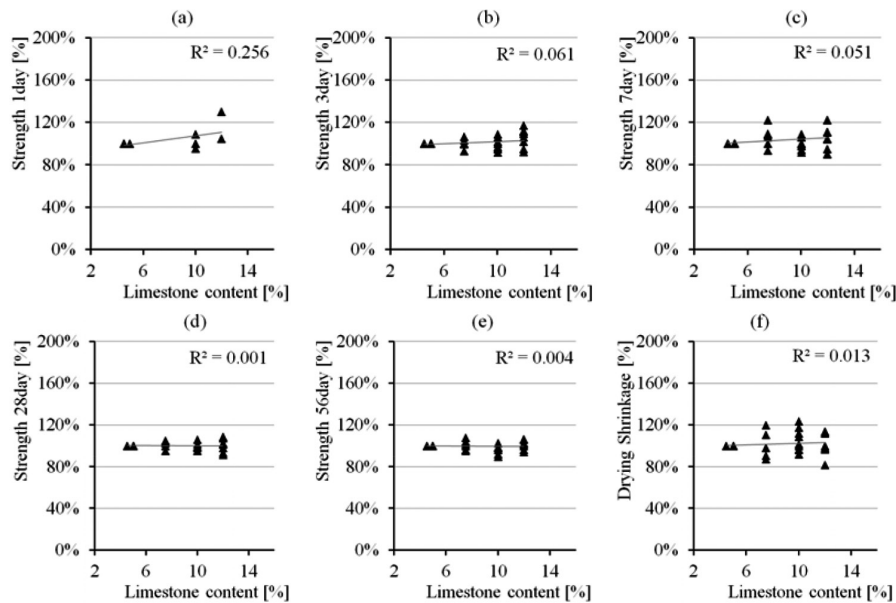 (a)
Strength 1day [%]
200%
160%
120%
80%
40%
0%
R² = 0.256
2 6 10 14
Limestone content [%]
(b)
Strength 3day [%]
200%
160%
120%
80%
40%
0%
R² = 0.061
2 6 10 14
Limestone content [%]
(c)
Strength 7day [%]
200%
160%
120%
80%
40%
0%
R² = 0.051
2 6 10 14
Limestone content [%]
(d)
Strength 28day [%]
200%
160%
120%
80%
40%
0%
R² = 0.001
2 6 10 14
Limestone content [%]
(e)
Strength 56day [%]
200%
160%
120%
80%
40%
0%
R² = 0.004
2 6 10 14
Limestone content [%]
(f)
Drying Shrinkage [%]
200%
160%
120%
80%
40%
0%
R² = 0.013
2 6 10 14
Limestone content [%]